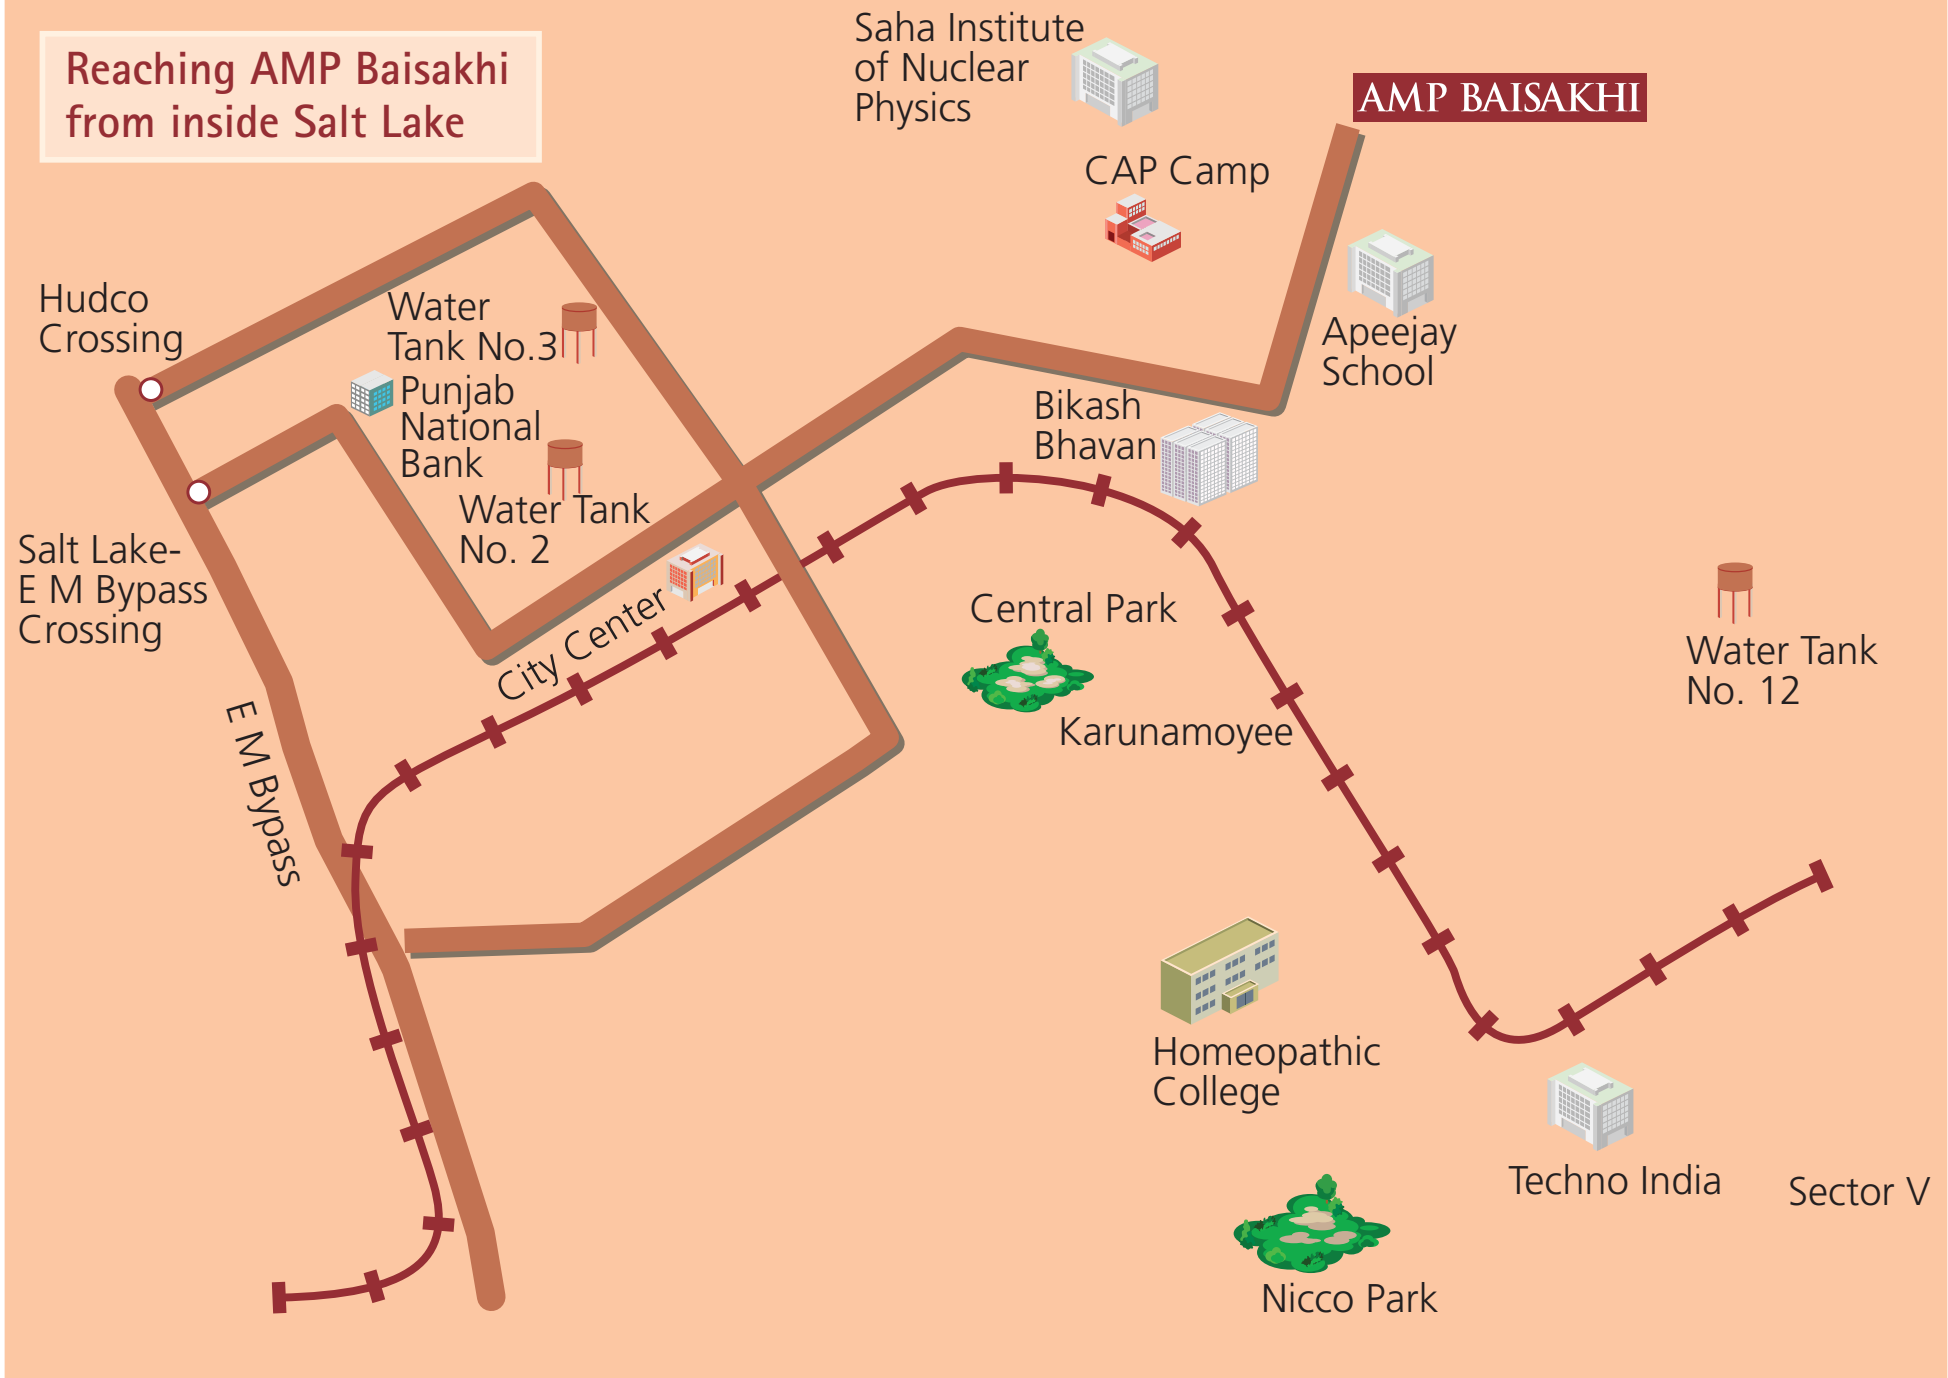 Reaching AMP Baisakhi
from inside Salt Lake
Saha Institute
of Nuclear
Physics
AMP BAISAKHI
CAP Camp
Hudco
Crossing
Water
Tank No.3
Punjab
National
Bank
Apeejay
School
Bikash
Bhavan
Water Tank
No. 2
Salt Lake-
E M Bypass
Crossing
City Center
Central Park
Karunamoyee
Water Tank
No. 12
E M Bypass
Homeopathic
College
Techno India
Sector V
Nicco Park